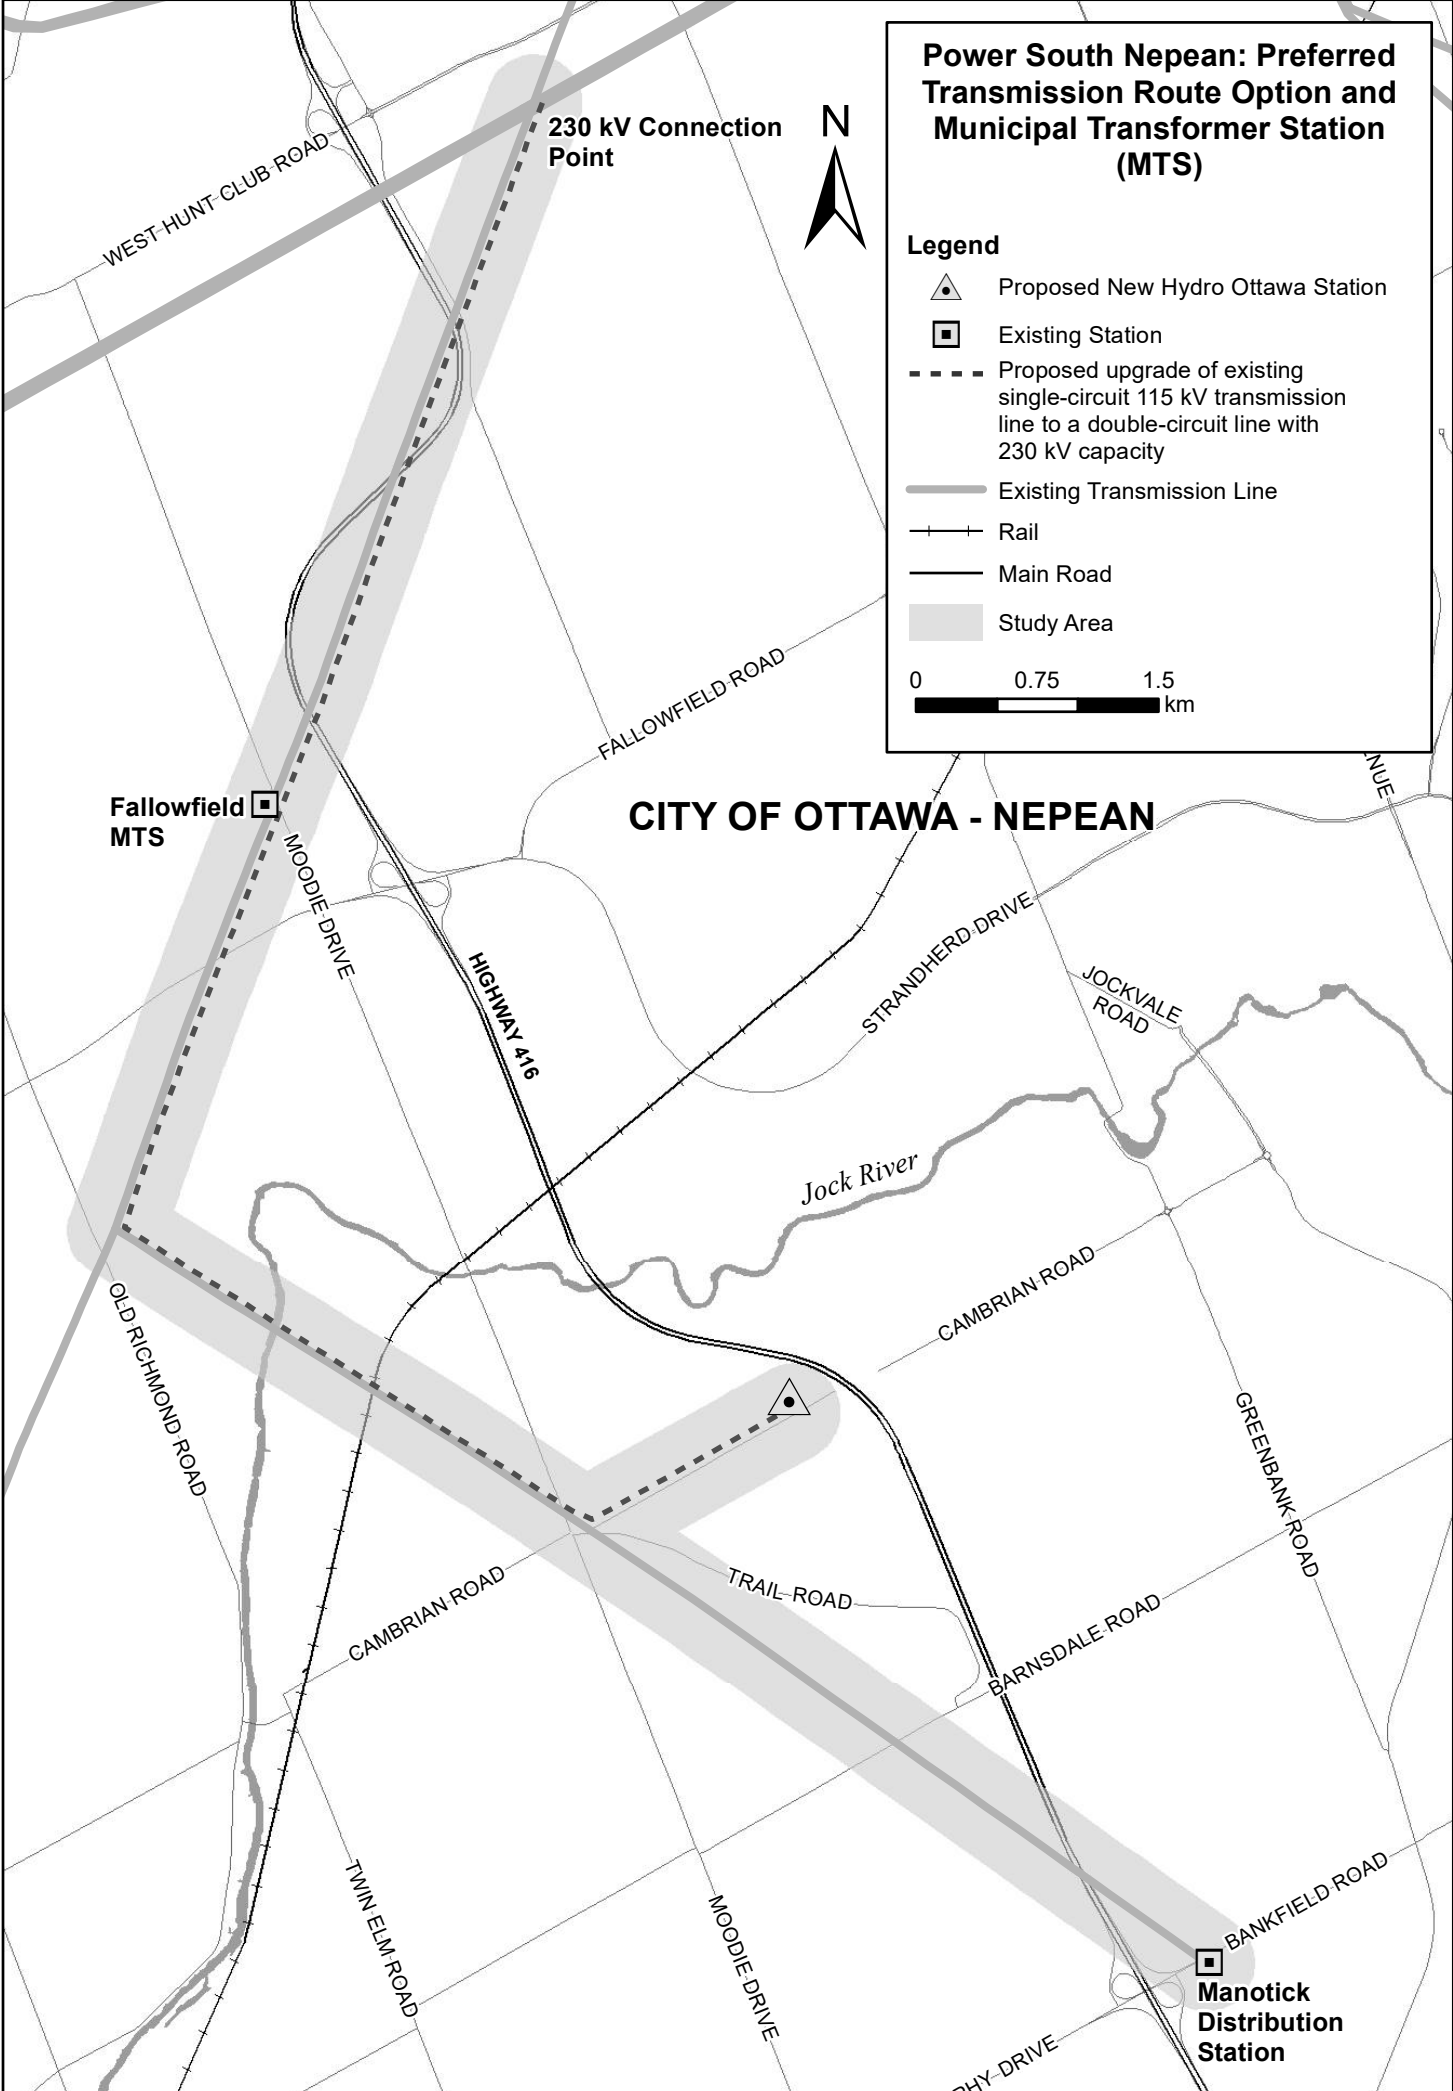 Power South Nepean: Preferred
Transmission Route Option and
Municipal Transformer Station
(MTS)
N
Legend
Proposed New Hydro Ottawa Station
Existing Station
Proposed upgrade of existing
single-circuit 115 kV transmission
line to a double-circuit line with
230 kV capacity
Existing Transmission Line
Rail
Main Road
Study Area
0 0.75 1.5
km
230 kV Connection
Point
WEST HUNT CLUB ROAD
FALLOWFIELD ROAD
Fallowfield
MTS
CITY OF OTTAWA - NEPEAN
MOODIE DRIVE
HIGHWAY 416
STRANDHERD DRIVE
JOCKVALE
ROAD
Jock River
CAMBRIAN ROAD
OLD RICHMOND ROAD
GREENBANK ROAD
CAMBRIAN ROAD
TRAIL ROAD
BARNSDALE ROAD
TWIN ELM ROAD
MOODIE DRIVE
BANKFIELD ROAD
Manotick
Distribution
Station
DRIVE